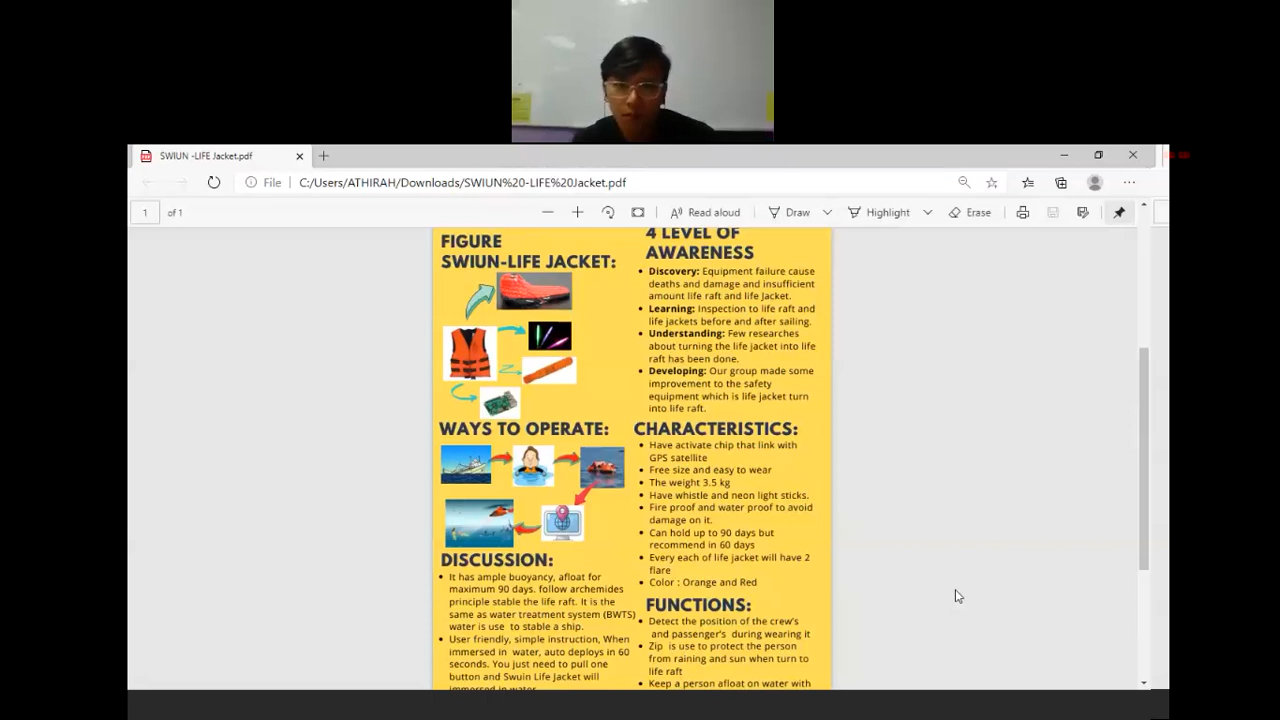 SWIUN -LIFE Jacket.pdf
File
C:/Users/ATHIRAH/Downloads/SWIUN%20-LIFE%20Jacket.pdf
1
of 1
Read aloud
Draw
Highlight
Erase
FIGURE
SWIUN-LIFE JACKET:
WAYS TO OPERATE:
DISCUSSION:
• It has ample buoyancy, afloat for
maximum 90 days. follow archemides
principle stable the life raft. It is the
same as water treatment system (BWTS)
water is use to stable a ship.
• User friendly, simple instruction, When
immersed in water, auto deploys in 60
seconds. You just need to pull one
button and Swuin Life Jacket will
immersed in water
4 LEVEL OF
AWARENESS
• Discovery: Equipment failure cause
deaths and damage and insufficient
amount life raft and life Jacket.
• Learning: Inspection to life raft and
life jackets before and after sailing.
• Understanding: Few researches
about turning the life jacket into life
raft has been done.
• Developing: Our group made some
improvement to the safety
equipment which is life jacket turn
into life raft.
CHARACTERISTICS:
• Have activate chip that link with
GPS satellite
• Free size and easy to wear
• The weight 3.5 kg
• Have whistle and neon light sticks.
• Fire proof and water proof to avoid
damage on it.
• Can hold up to 90 days but
recommend in 60 days
• Every each of life jacket will have 2
flare
• Color : Orange and Red
FUNCTIONS:
• Detect the position of the crew's
and passenger's during wearing it
• Zip is use to protect the person
from raining and sun when turn to
life raft
• Keep a person afloat on water with